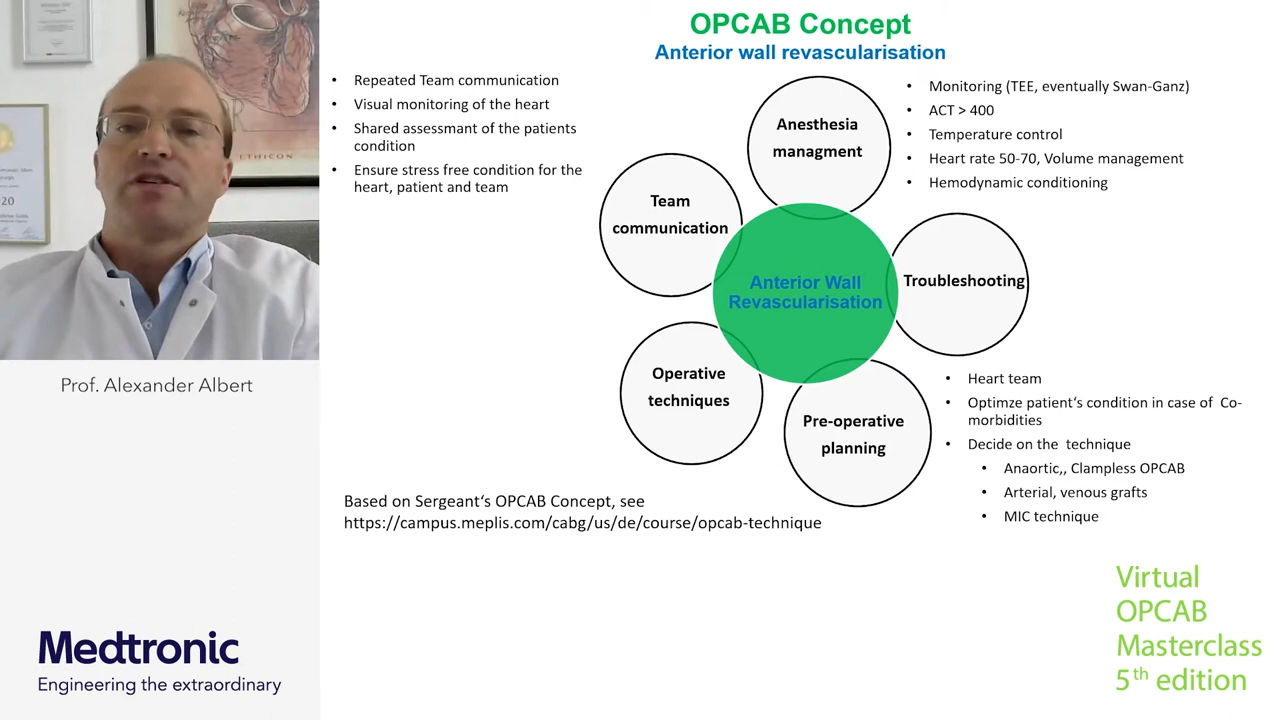 OPCAB Concept
Anterior wall revascularisation
• Repeated Team communication
• Visual monitoring of the heart
• Shared assessmant of the patients
condition
• Ensure stress free condition for the
heart, patient and team
Anesthesia
managment
• Monitoring (TEE, eventually Swan-Ganz)
• ACT > 400
• Temperature control
• Heart rate 50-70, Volume management
• Hemodynamic conditioning
Team
communication
Anterior Wall
Revascularisation
Troubleshooting
Operative
techniques
Pre-operative
planning
• Heart team
• Optimze patient‘s condition in case of Co-
morbidities
• Decide on the technique
• Anaortic,, Clampless OPCAB
• Arterial, venous grafts
• MIC technique
Based on Sergeant‘s OPCAB Concept, see
https://campus.meplis.com/cabg/us/de/course/opcab-technique
ETHICON
20
Prof. Alexander Albert
Medtronic
Engineering the extraordinary
Virtual
OPCAB
Masterclass
5th edition